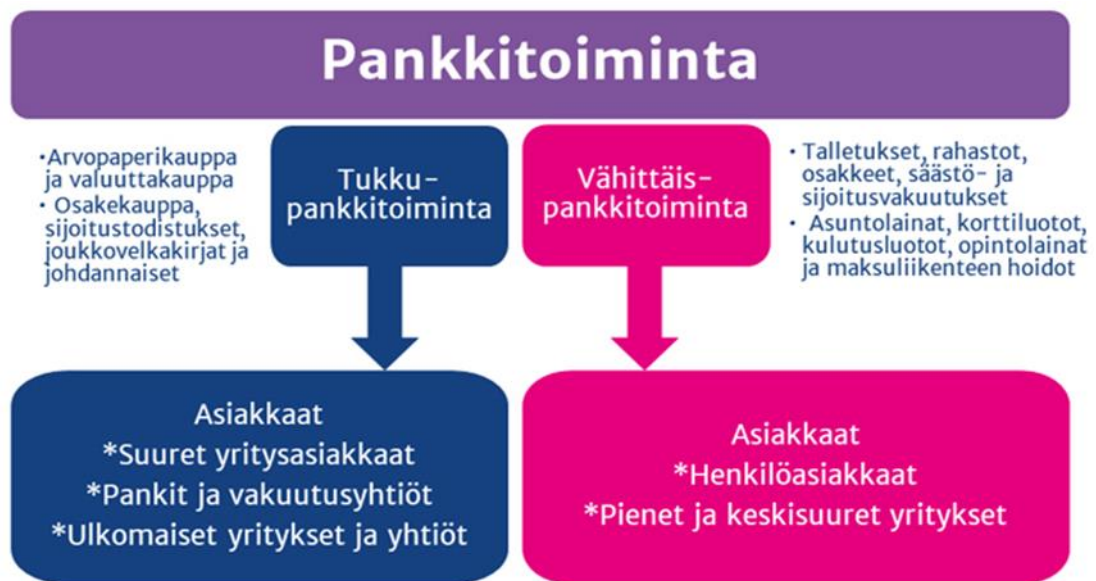 Pankkitoiminta
•Arvopaperikauppa
ja valuuttakauppa
• Osakekauppa,
sijoitustodistukset,
joukkovelkakirjat ja
johdannaiset
Tukku–
pankkitoiminta
Vähittäis-
pankkitoiminta
• Talletukset, rahastot,
osakkeet, säästö- ja
sijoitusvakuutukset
• Asuntolainat, korttiluotot,
kulutusluotot, opintolainat
ja maksuliikenteen hoidot
Asiakkaat
*Suuret yritysasiakkaat
*Pankit ja vakuutusyhtiöt
*Ulkomaiset yritykset ja yhtiöt
Asiakkaat
*Henkilöasiakkaat
*Pienet ja keskisuuret yritykset